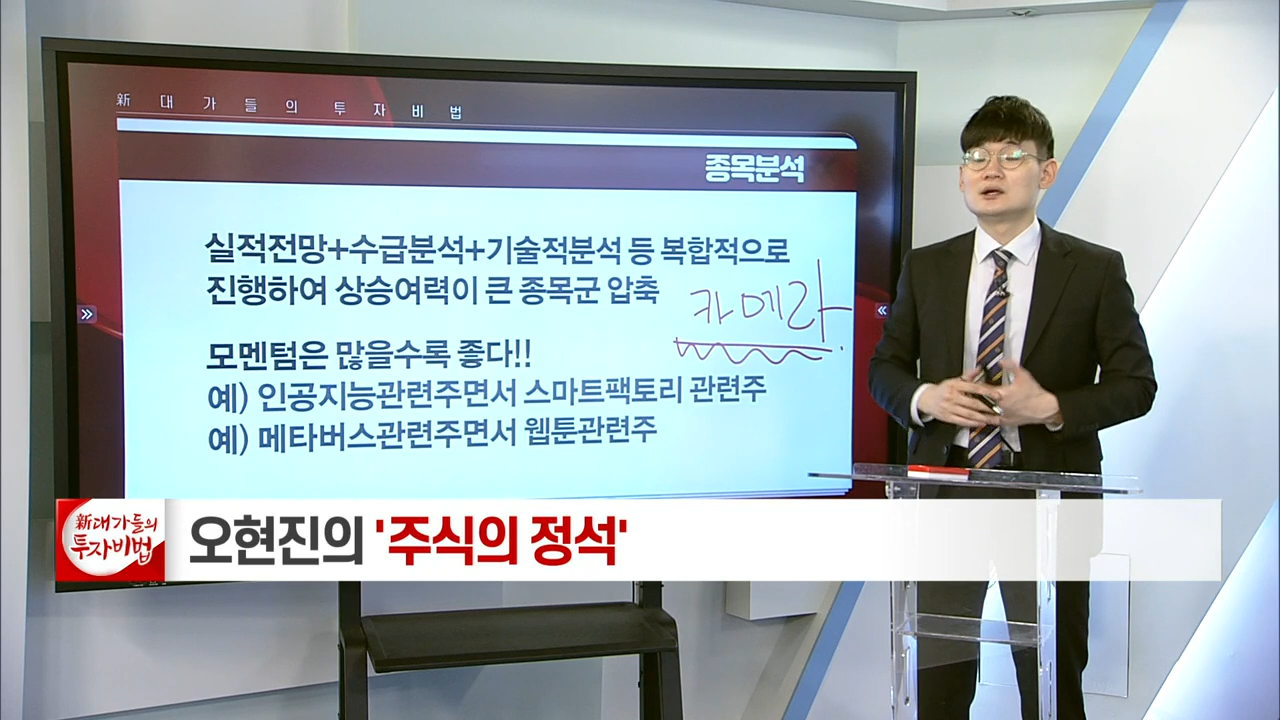 新 대가들의 투자비법
종목분석
실적전망+수급분석+기술적분석 등 복합적으로
진행하여 상승여력이 큰 종목군 압축
카메라
모멘텀은 많을수록 좋다!!
예) 인공지능관련주면서 스마트팩토리 관련주
예) 메타버스관련주면서 웹툰관련주
新대가들의
투자비법
오현진의 '주식의 정석'